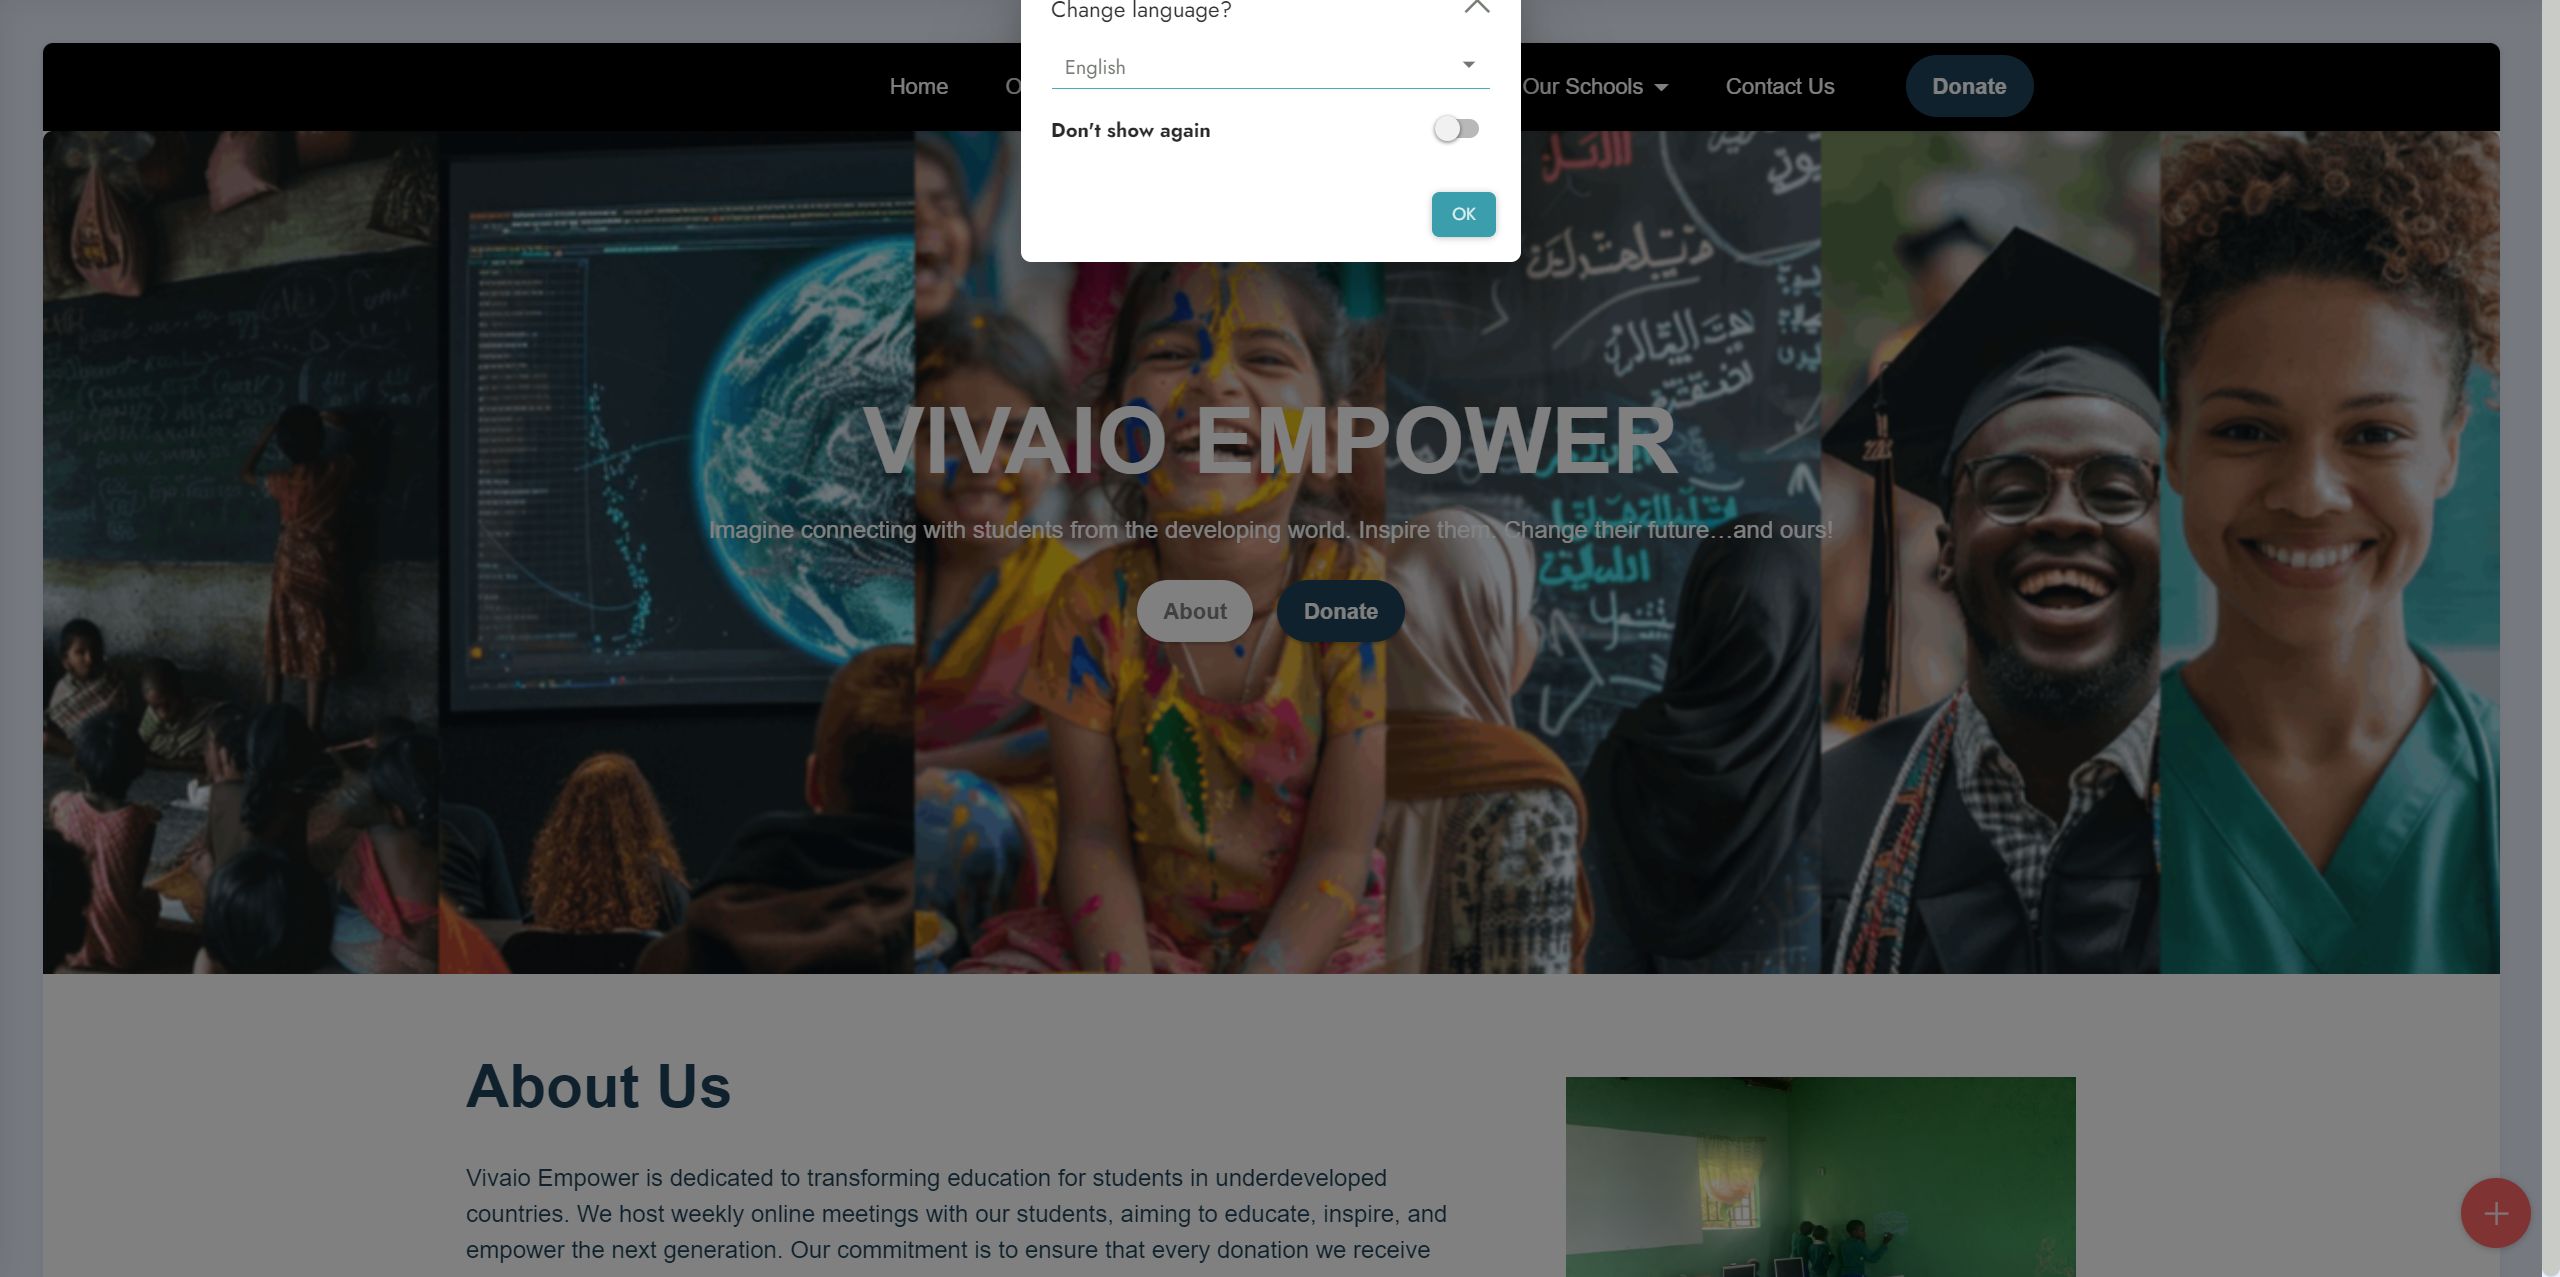 Change language?
English
Don't show again
OK
Home
Our Schools
Contact Us
Donate
VIVAIO EMPOWER
Imagine connecting with students from the developing world. Inspire them. Change their future…and ours!
About
Donate
About Us
Vivaio Empower is dedicated to transforming education for students in underdeveloped
countries. We host weekly online meetings with our students, aiming to educate, inspire, and
empower the next generation. Our commitment is to ensure that every donation we receive